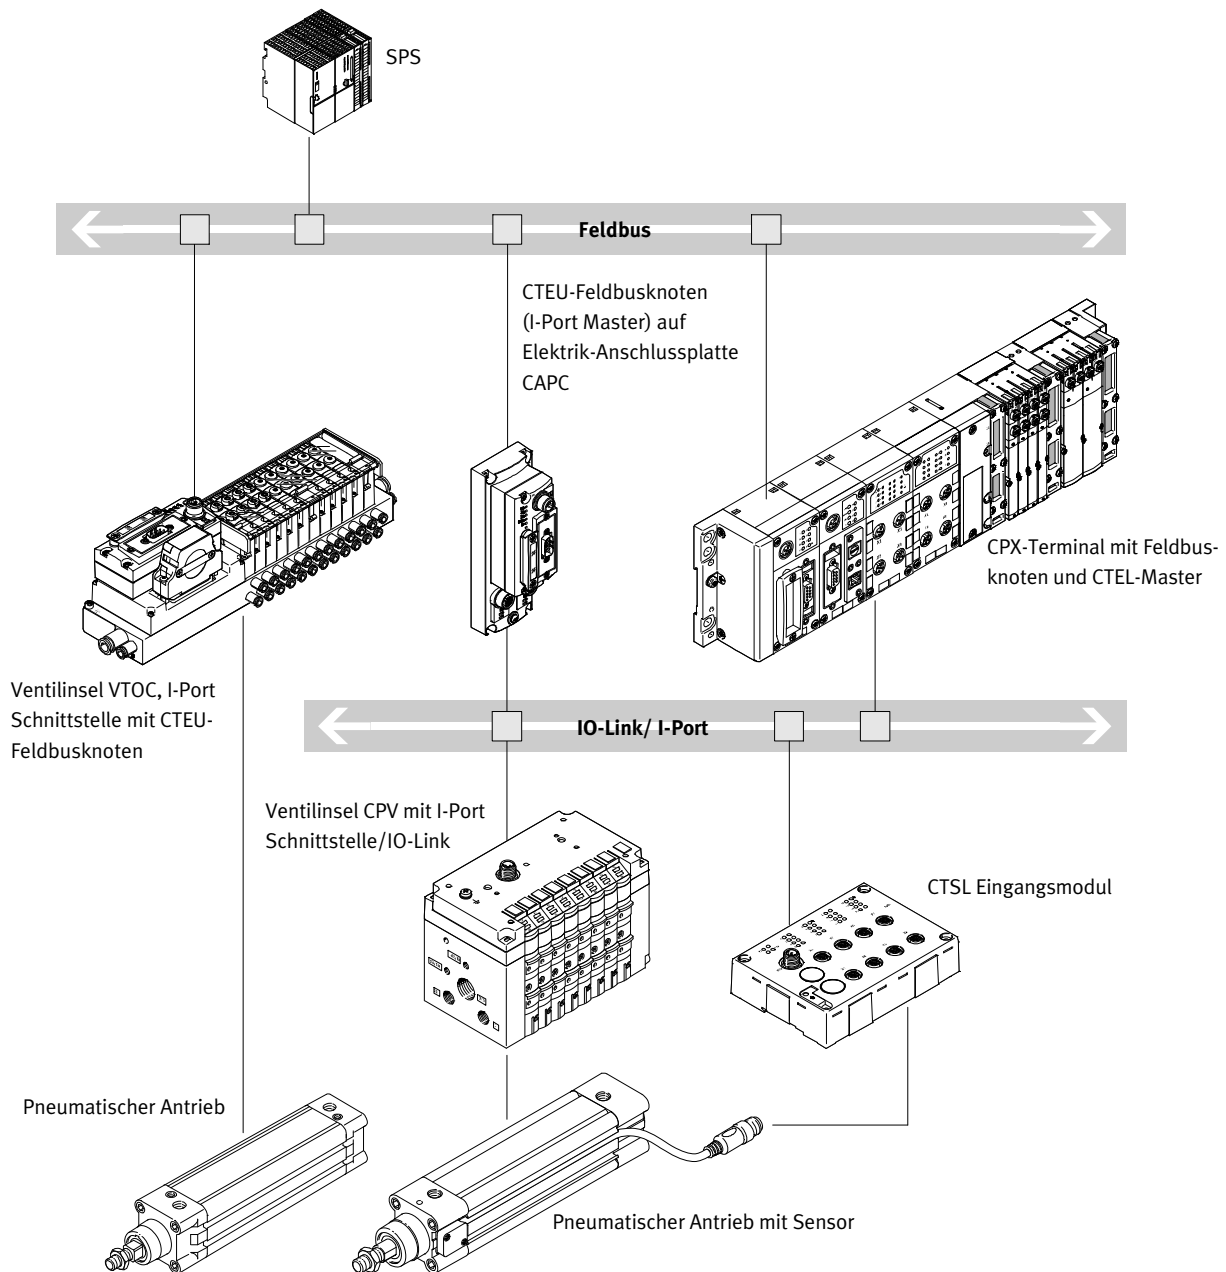 SPS
Feldbus
CTEU-Feldbusknoten
(I-Port Master) auf
Elektrik-Anschlussplatte
CAPC
CPX-Terminal mit Feldbus-
knoten und CTEL-Master
Ventilinsel VTOC, I-Port
Schnittstelle mit CTEU-
Feldbusknoten
IO-Link/ I-Port
Ventilinsel CPV mit I-Port
Schnittstelle/IO-Link
CTSL Eingangsmodul
Pneumatischer Antrieb
Pneumatischer Antrieb mit Sensor